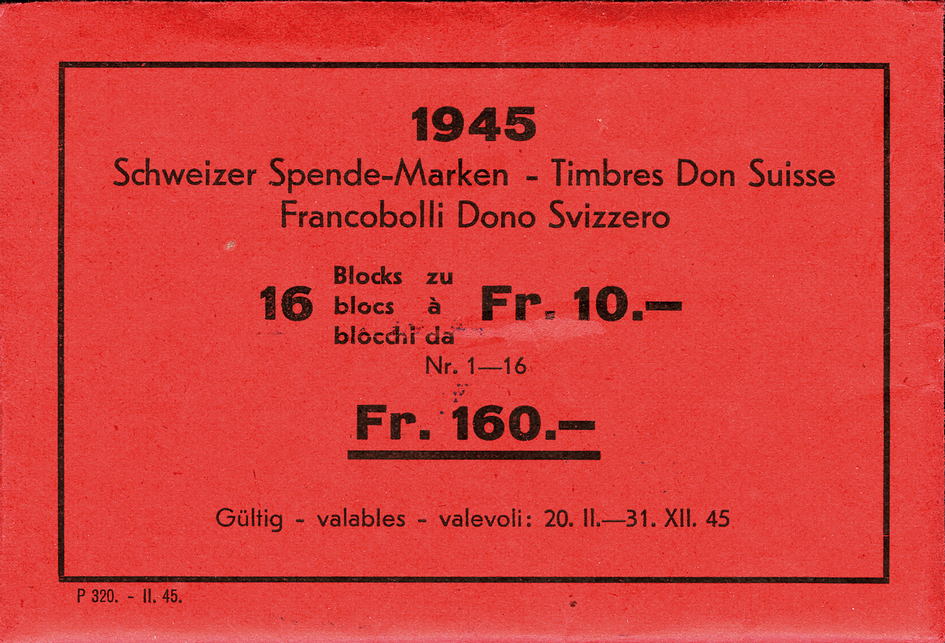 1945
Schweizer Spende-Marken - Timbres Don Suisse
Francobolli Dono Svizzero
16 Blocks zu Fr. 10.—
blocs à
blocchi da
Nr. 1—16
Fr. 160.—
Gültig - valables - valevoli: 20. II.—31. XII. 45
P 320. - II. 45.